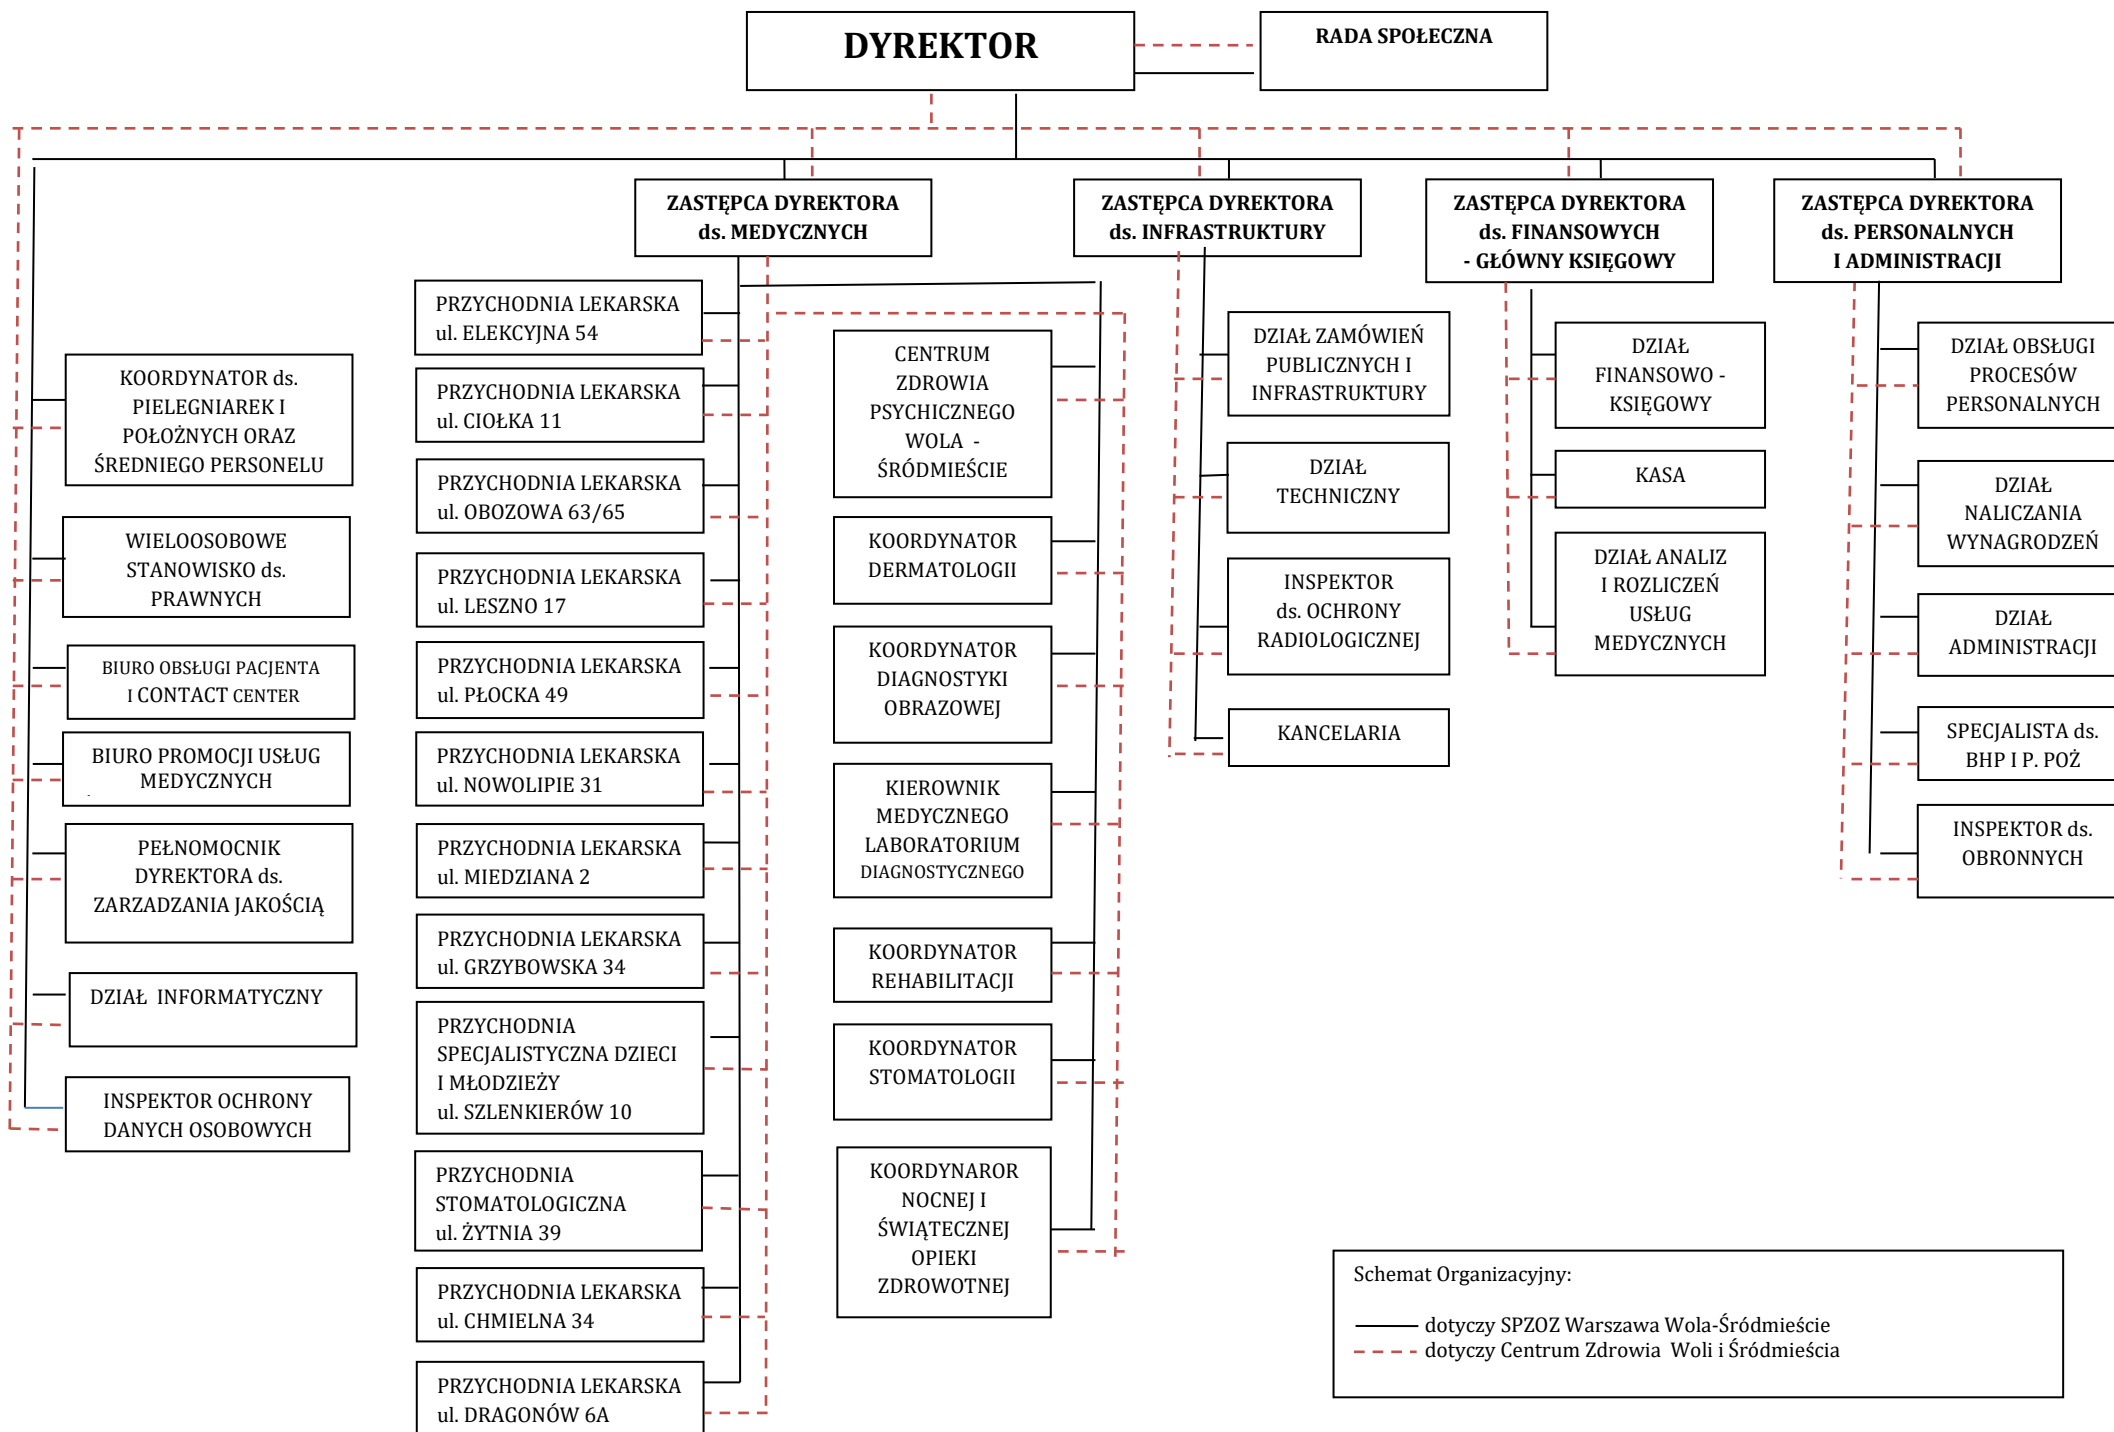 DYREKTOR
RADA SPOŁECZNA
ZASTĘPCA DYREKTORA
ds. MEDYCZNYCH
ZASTĘPCA DYREKTORA
ds. INFRASTRUKTURY
ZASTĘPCA DYREKTORA
ds. FINANSOWYCH
- GŁÓWNY KSIĘGOWY
ZASTĘPCA DYREKTORA
ds. PERSONALNYCH
I ADMINISTRACJI
KOORDYNATOR ds.
PIELEGNIAREK I
POŁOŻNYCH ORAZ
ŚREDNIEGO PERSONELU
WIELOOSOBOWE
STANOWISKO ds.
PRAWNYCH
BIURO OBSŁUGI PACJENTA
I CONTACT CENTER
BIURO PROMOCJI USŁUG
MEDYCZNYCH
PEŁNOMOCNIK
DYREKTORA ds.
ZARZADZANIA JAKOŚCIĄ
DZIAŁ INFORMATYCZNY
INSPEKTOR OCHRONY
DANYCH OSOBOWYCH
PRZYCHODNIA LEKARSKA
ul. ELEKCYJNA 54
PRZYCHODNIA LEKARSKA
ul. CIOŁKA 11
PRZYCHODNIA LEKARSKA
ul. OBOZOWA 63/65
PRZYCHODNIA LEKARSKA
ul. LESZNO 17
PRZYCHODNIA LEKARSKA
ul. PŁOCKA 49
PRZYCHODNIA LEKARSKA
ul. NOWOLIPIE 31
PRZYCHODNIA LEKARSKA
ul. MIEDZIANA 2
PRZYCHODNIA LEKARSKA
ul. GRZYBOWSKA 34
PRZYCHODNIA
SPECJALISTYCZNA DZIECI
I MŁODZIEŻY
ul. SZLENKIERÓW 10
PRZYCHODNIA
STOMATOLOGICZNA
ul. ŻYTNIA 39
PRZYCHODNIA LEKARSKA
ul. CHMIELNA 34
PRZYCHODNIA LEKARSKA
ul. DRAGONÓW 6A
CENTRUM
ZDROWIA
PSYCHICZNEGO
WOLA -
ŚRÓDMIEŚCIE
KOORDYNATOR
DERMATOLOGII
KOORDYNATOR
DIAGNOSTYKI
OBRAZOWEJ
KIEROWNIK
MEDYCZNEGO
LABORATORIUM
DIAGNOSTYCZNEGO
KOORDYNATOR
REHABILITACJI
KOORDYNATOR
STOMATOLOGII
KOORDYNAROR
NOCNEJ I
ŚWIĄTECZNEJ
OPIEKI
ZDROWOTNEJ
DZIAŁ ZAMÓWIEŃ
PUBLICZNYCH I
INFRASTRUKTURY
DZIAŁ
TECHNICZNY
INSPEKTOR
ds. OCHRONY
RADIOLOGICZNEJ
KANCELARIA
DZIAŁ
FINANSOWO -
KSIĘGOWY
KASA
DZIAŁ ANALIZ
I ROZLICZEŃ
USŁUG
MEDYCZNYCH
DZIAŁ OBSŁUGI
PROCESÓW
PERSONALNYCH
DZIAŁ
NALICZANIA
WYNAGRODZEŃ
DZIAŁ
ADMINISTRACJI
SPECJALISTA ds.
BHP I P. POŻ
INSPEKTOR ds.
OBRONNYCH
Schemat Organizacyjny:
dotyczy SPZOZ Warszawa Wola-Śródmieście
dotyczy Centrum Zdrowia Woli i Śródmieścia